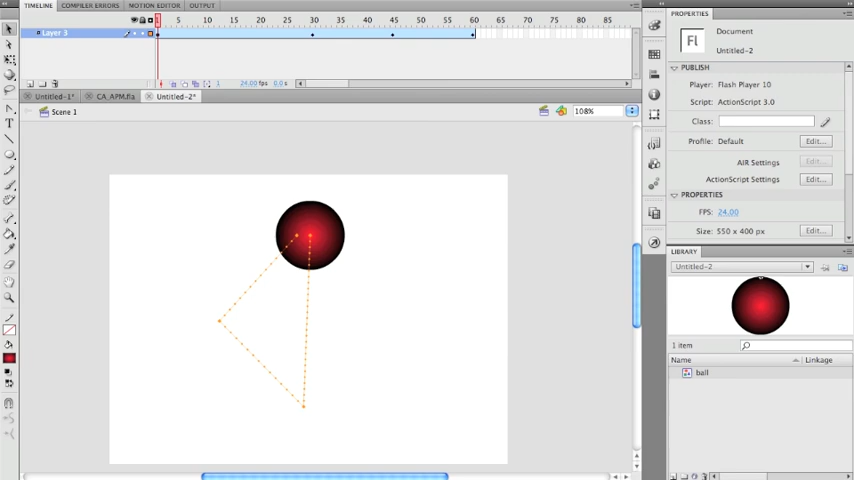 TIMELINE COMPILER ERRORS OUTPUT
1 5 10 15 20 25 30 35 40 45 50 55 60 65 70 75 80 85
Layer 3
1 24.00 fps 0.0 s
Untitled-1* CA_APM.fla Untitled-2*
Scene 1
108%
PROPERTIES
Fl
Document
Untitled-2
PUBLISH
Player: Flash Player 10
Script: ActionScript 3.0
Class:
Profile: Default Edit...
AIR Settings Edit...
ActionScript Settings Edit...
PROPERTIES
FPS: 24.00
Size: 550 x 400 px Edit...
LIBRARY
Untitled-2
1 item
Name Linkage
ball